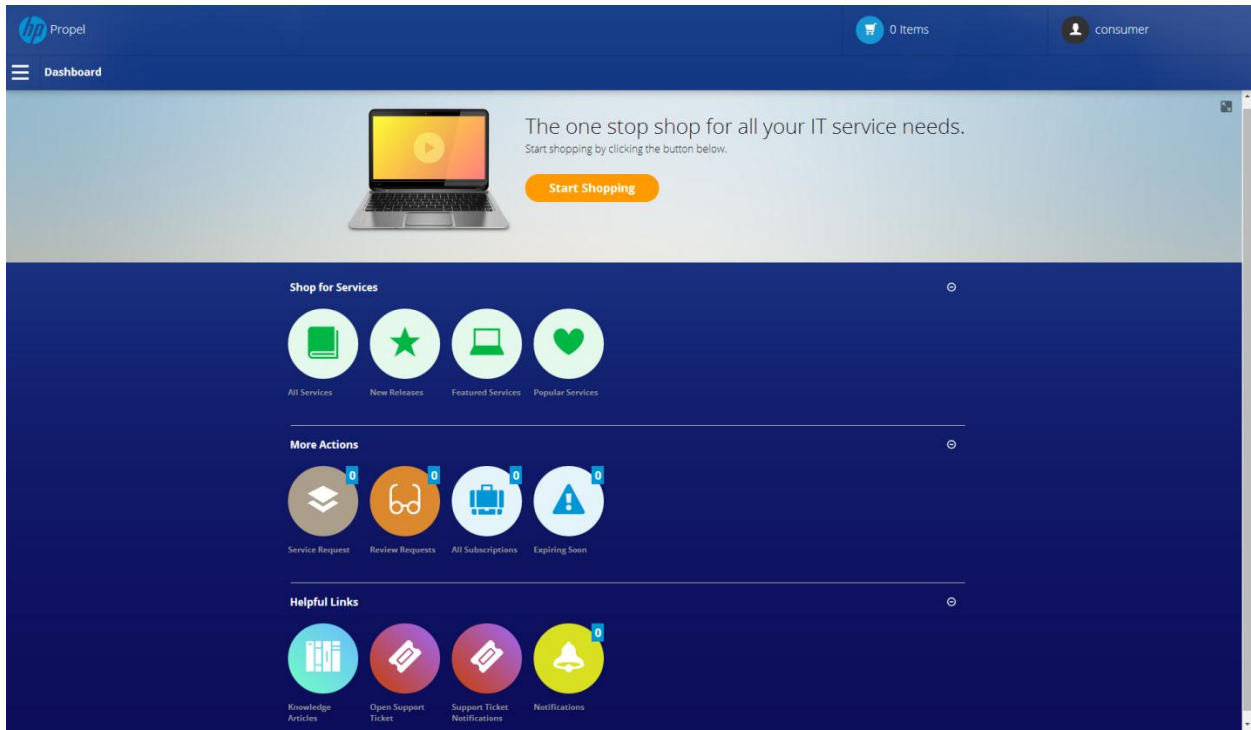 hp Propel
0 Items
consumer
Dashboard
The one stop shop for all your IT service needs.
Start shopping by clicking the button below.
Start Shopping
Shop for Services
All Services
New Releases
Featured Services
Popular Services
More Actions
0
0
0
0
Service Request
Review Requests
All Subscriptions
Expiring Soon
Helpful Links
0
Knowledge
Articles
Open Support
Ticket
Support Ticket
Notifications
Notifications